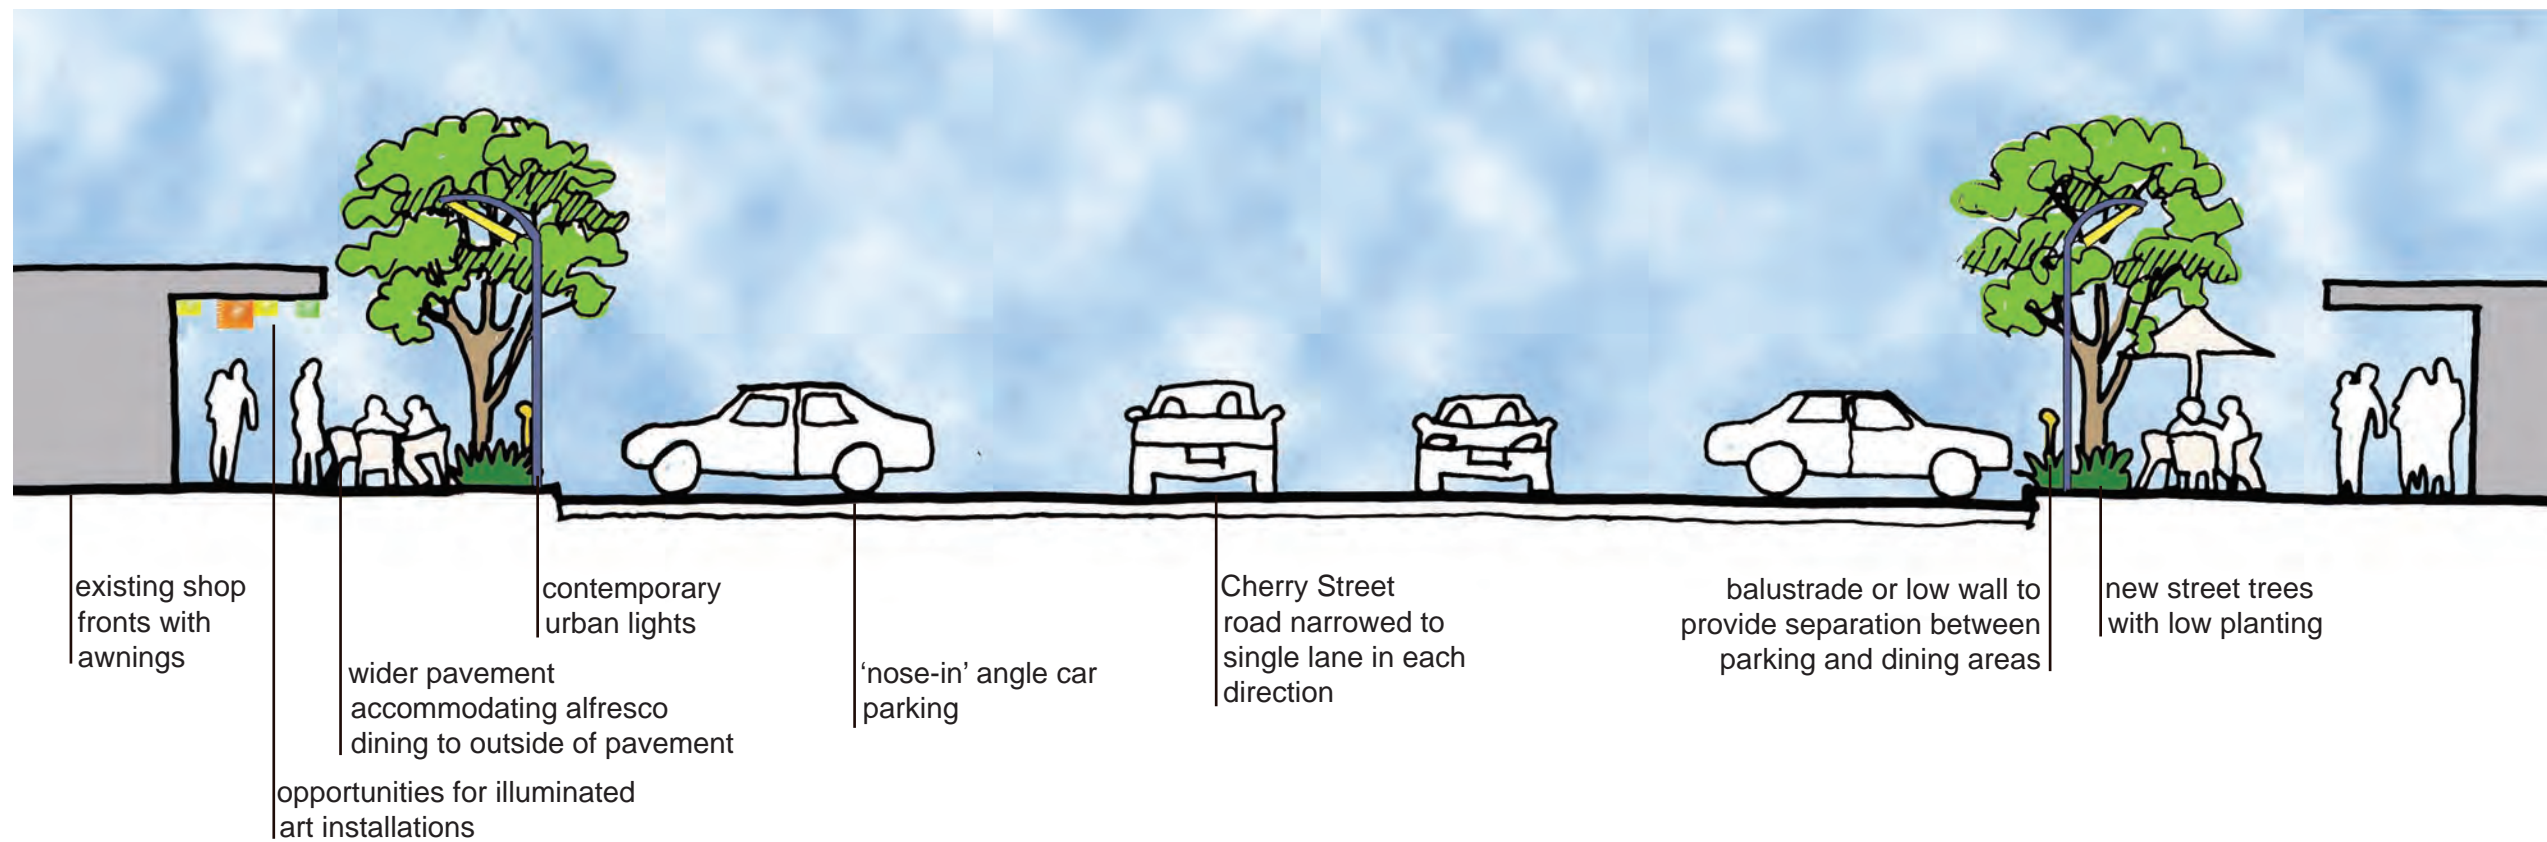 existing shop
fronts with
awnings
opportunities for illuminated
art installations
wider pavement
accommodating alfresco
dining to outside of pavement
contemporary
urban lights
‘nose-in’ angle car
parking
Cherry Street
road narrowed to
single lane in each
direction
balustrade or low wall to
provide separation between
parking and dining areas
new street trees
with low planting